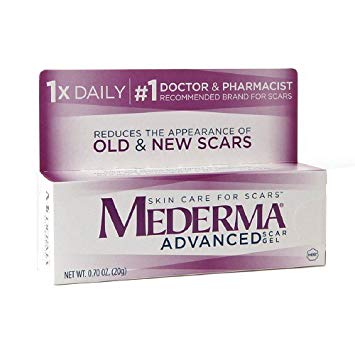 1X DAILY
#1 DOCTOR & PHARMACIST
RECOMMENDED BRAND FOR SCARS
REDUCES THE APPEARANCE OF
OLD & NEW SCARS
SKIN CARE FOR SCARS™
MEDERMA®
ADVANCED SCAR GEL
NET WT. 0.70 OZ. (20g)